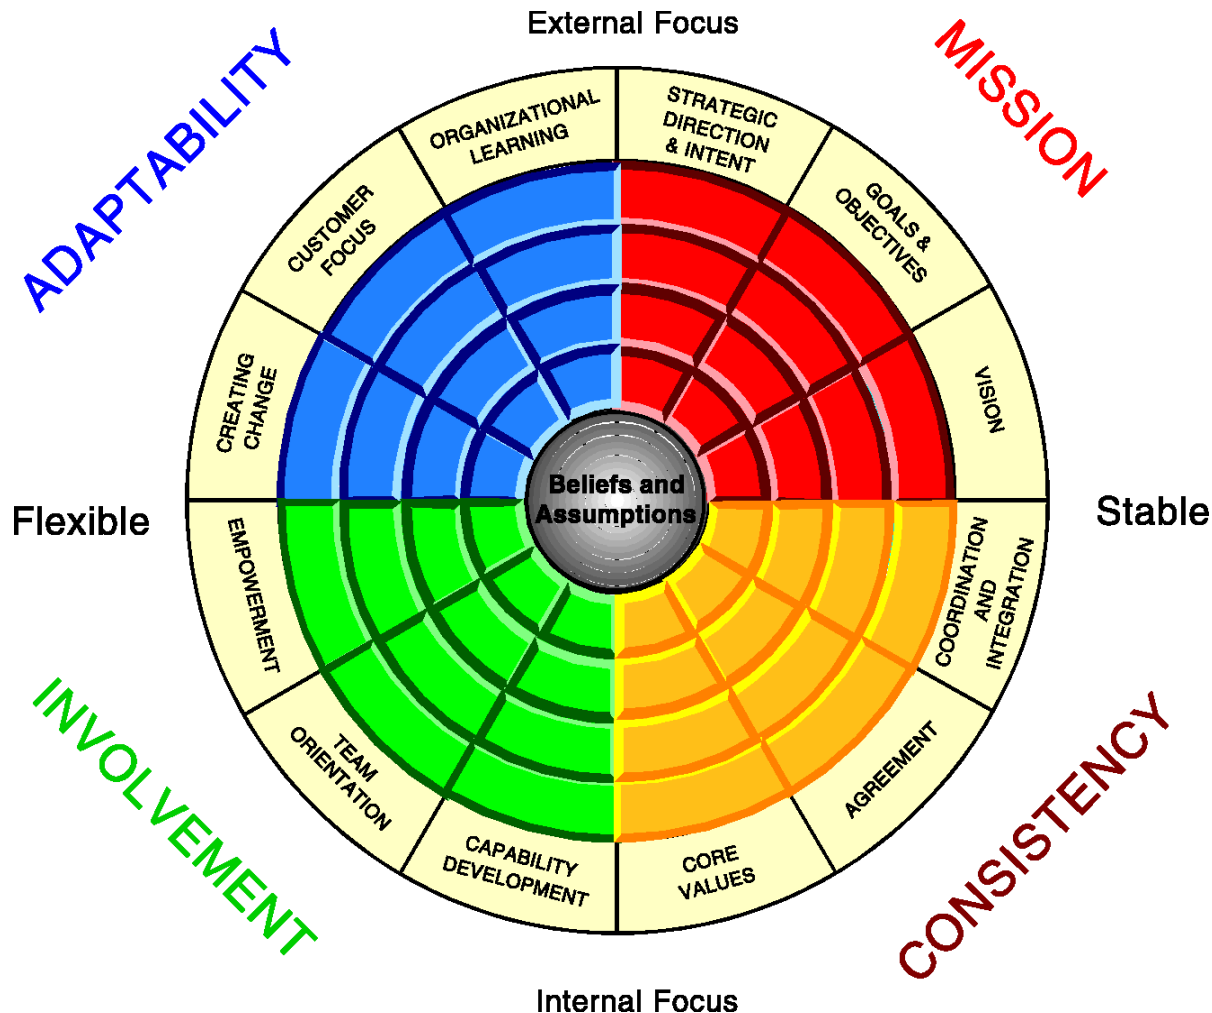 External Focus
ADAPTABILITY
MISSION
ORGANIZATIONAL
LEARNING
STRATEGIC
DIRECTION
& INTENT
CUSTOMER
FOCUS
GOALS &
OBJECTIVES
CREATING
CHANGE
VISION
Beliefs and
Assumptions
Flexible
Stable
EMPOWERMENT
COORDINATION
AND
INTEGRATION
TEAM
ORIENTATION
AGREEMENT
CAPABILITY
DEVELOPMENT
CORE
VALUES
INVOLVEMENT
CONSISTENCY
Internal Focus